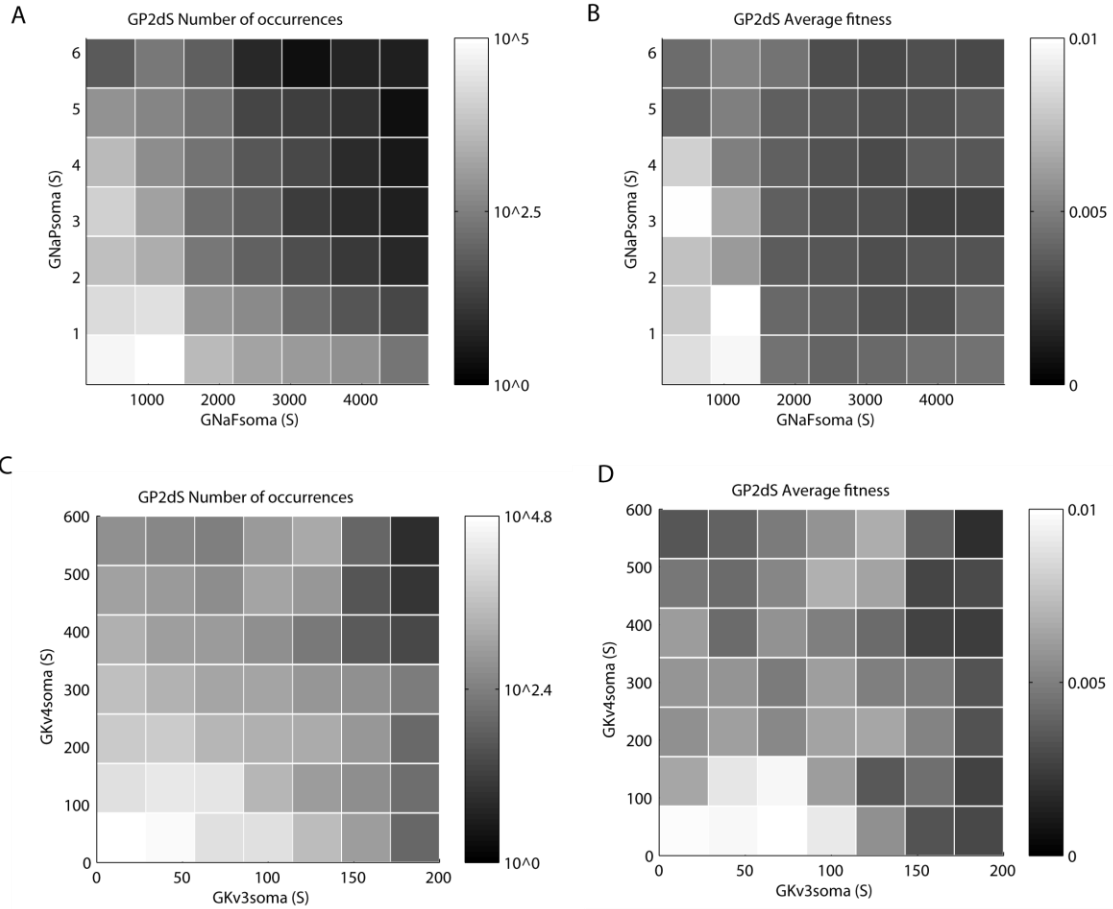 A
GP2dS Number of occurrences
6
5
4
3
2
1
GNaPsoma (S)
1000 2000 3000 4000
GNaFsoma (S)
10^5
10^2.5
10^0
B
GP2dS Average fitness
6
5
4
3
2
1
GNaPsoma (S)
1000 2000 3000 4000
GNaFsoma (S)
0.01
0.005
0
C
GP2dS Number of occurrences
600
500
400
300
200
100
0
GKv4soma (S)
0 50 100 150 200
GKv3soma (S)
10^4.8
10^2.4
10^0
D
GP2dS Average fitness
600
500
400
300
200
100
0
GKv4soma (S)
0 50 100 150 200
GKv3soma (S)
0.01
0.005
0